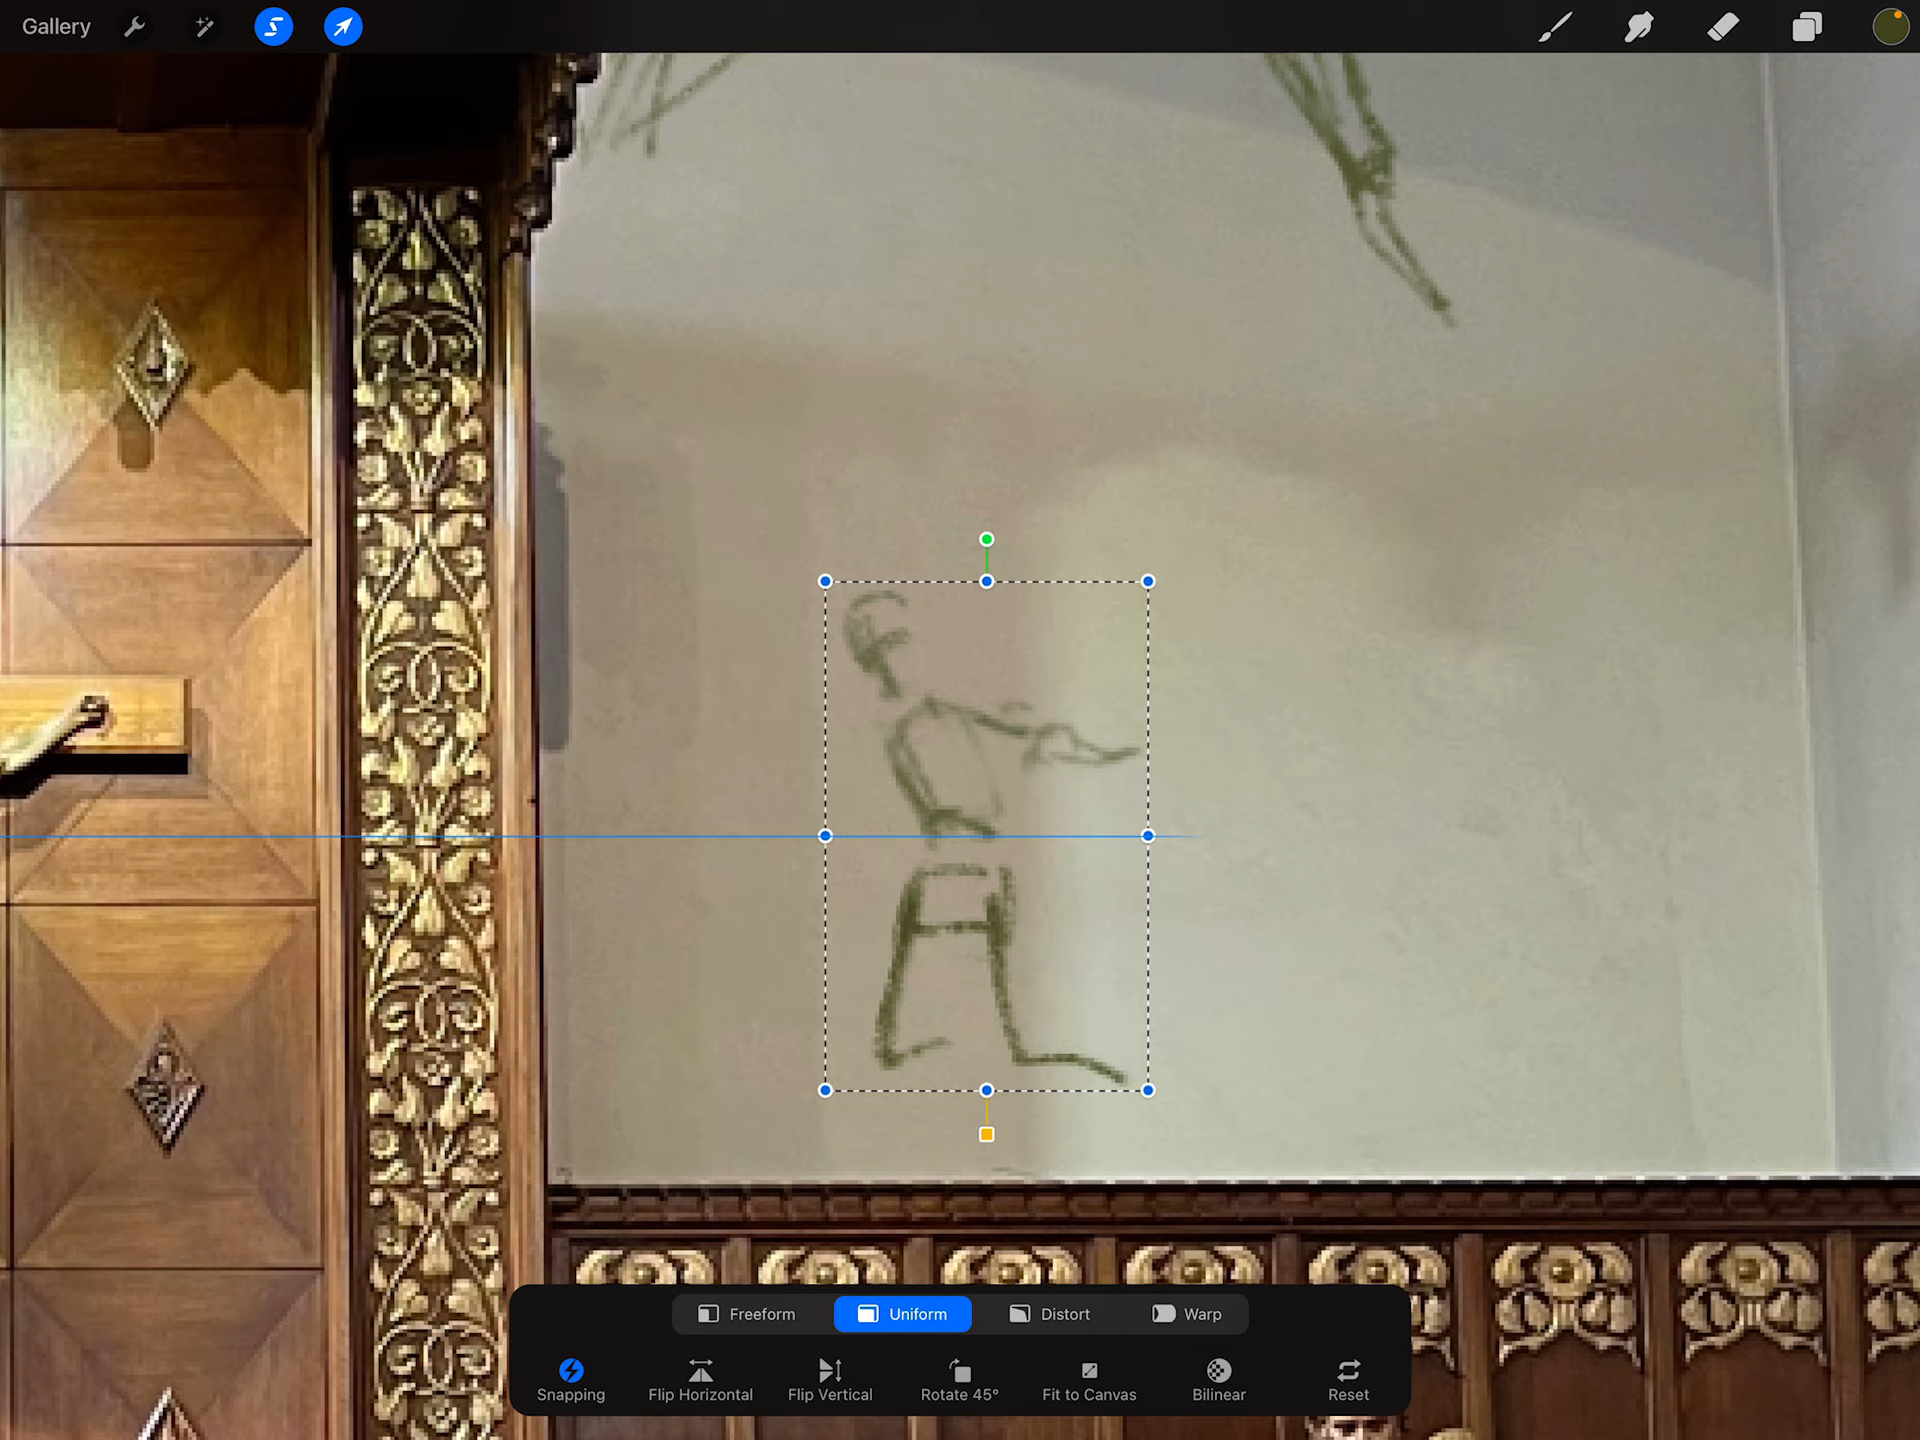 Gallery
Freeform Uniform Distort Warp
Snapping Flip Horizontal Flip Vertical Rotate 45° Fit to Canvas Bilinear Reset